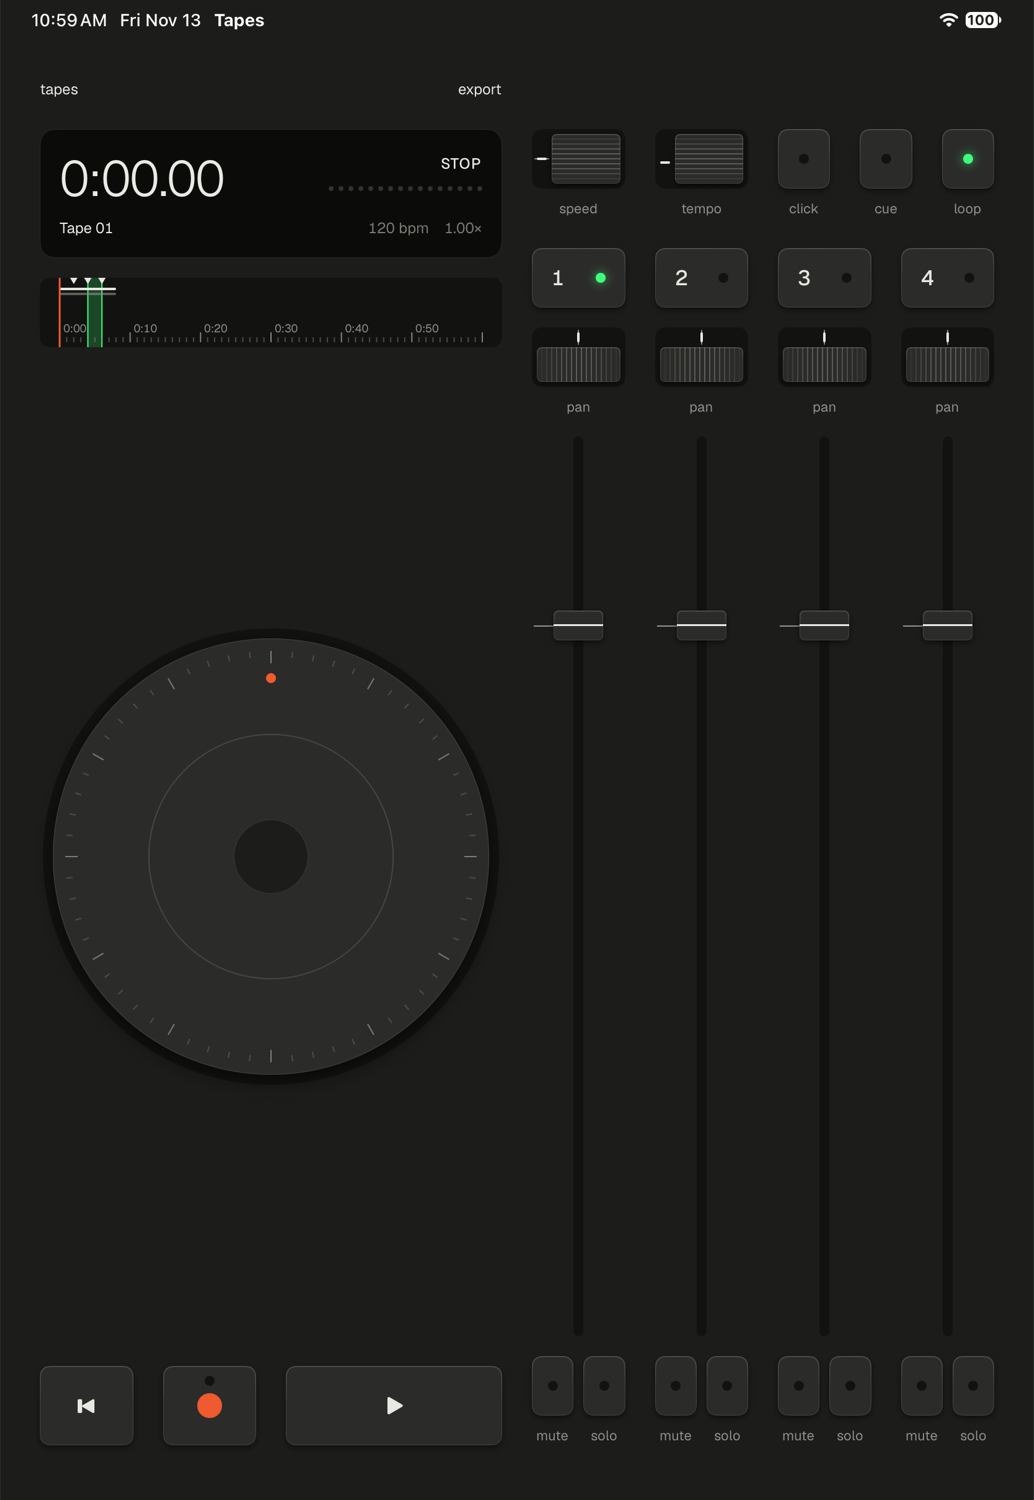 10:59 AM Fri Nov 13 Tapes 100
tapes export
0:00.00 STOP
Tape 01 120 bpm 1.00×
0:00 0:10 0:20 0:30 0:40 0:50
speed tempo click cue loop
1 2 3 4
pan pan pan pan
mute solo mute solo mute solo mute solo